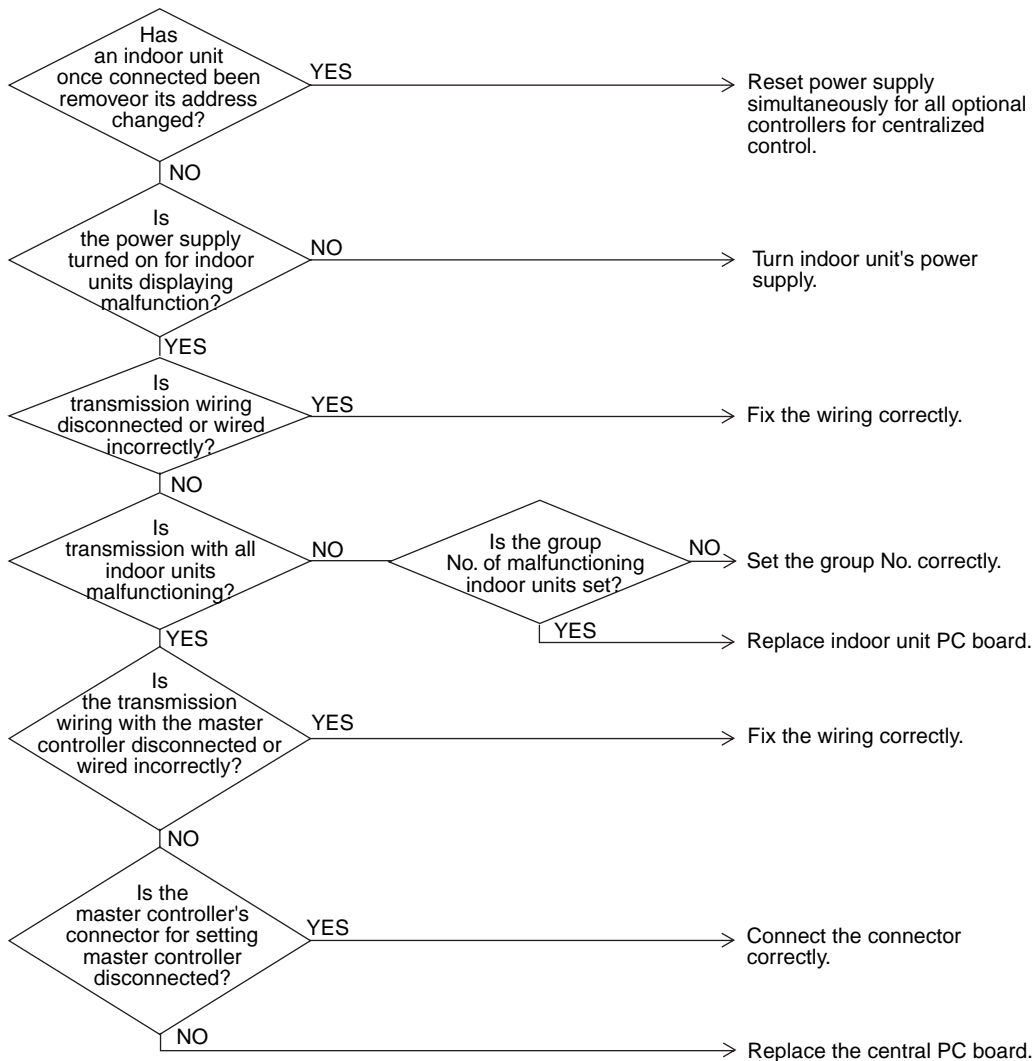 Has
an indoor unit
once connected been
removeor its address
changed?
YES
Reset power supply
simultaneously for all optional
controllers for centralized
control.
NO
Is
the power supply
turned on for indoor
units displaying
malfunction?
NO
Turn indoor unit's power
supply.
YES
Is
transmission wiring
disconnected or wired
incorrectly?
YES
Fix the wiring correctly.
NO
Is
transmission with all
indoor units
malfunctioning?
NO
Is the group
No. of malfunctioning
indoor units set?
NO
Set the group No. correctly.
YES
Replace indoor unit PC board.
YES
Is
the transmission
wiring with the master
controller disconnected or
wired incorrectly?
YES
Fix the wiring correctly.
NO
Is the
master controller's
connector for setting
master controller
disconnected?
YES
Connect the connector
correctly.
NO
Replace the central PC board.